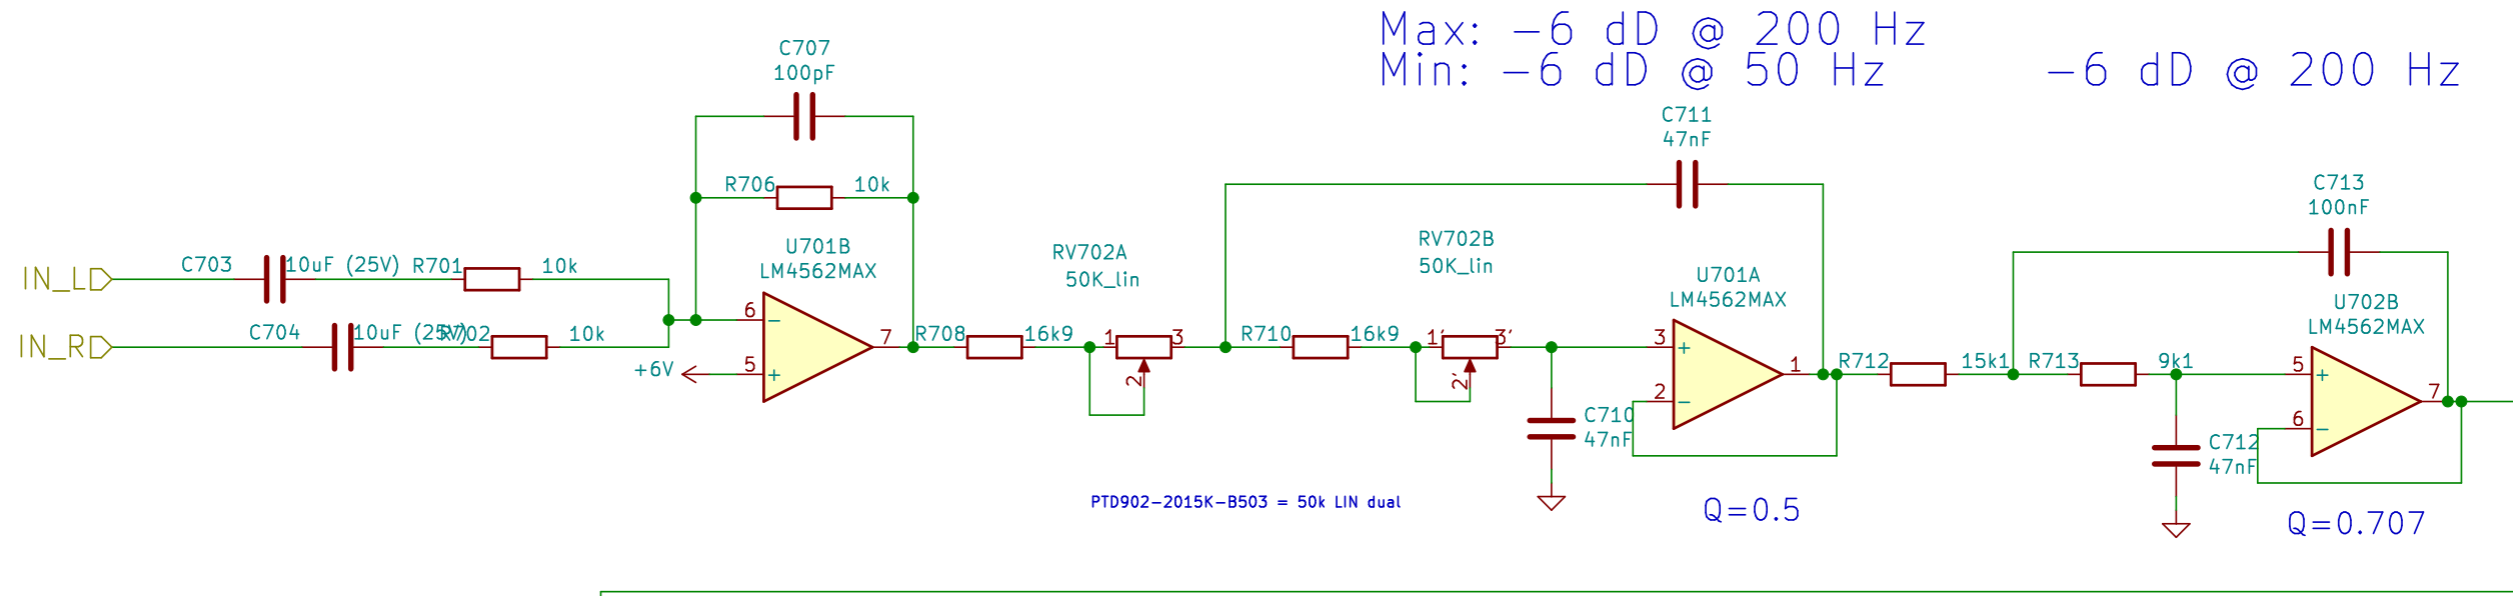 Max: -6 dD @ 200 Hz
Min: -6 dD @ 50 Hz
-6 dD @ 200 Hz
C707
100pF
C711
47nF
R706
10k
C713
100nF
U701B
LM4562MAX
RV702A
50K_lin
RV702B
50K_lin
IN_L
C703
10uF (25V)
R701
10k
U701A
LM4562MAX
U702B
LM4562MAX
IN_R
C704
10uF (25V)
R702
10k
6
-
5
+
7
+6V
R708
16k9
1
3
2
R710
16k9
1'
3'
2'
3
+
2
-
1
R712
15k1
R713
9k1
5
+
6
-
7
C710
47nF
C712
47nF
PTD902-2015K-B503 = 50k LIN dual
Q=0.5
Q=0.707